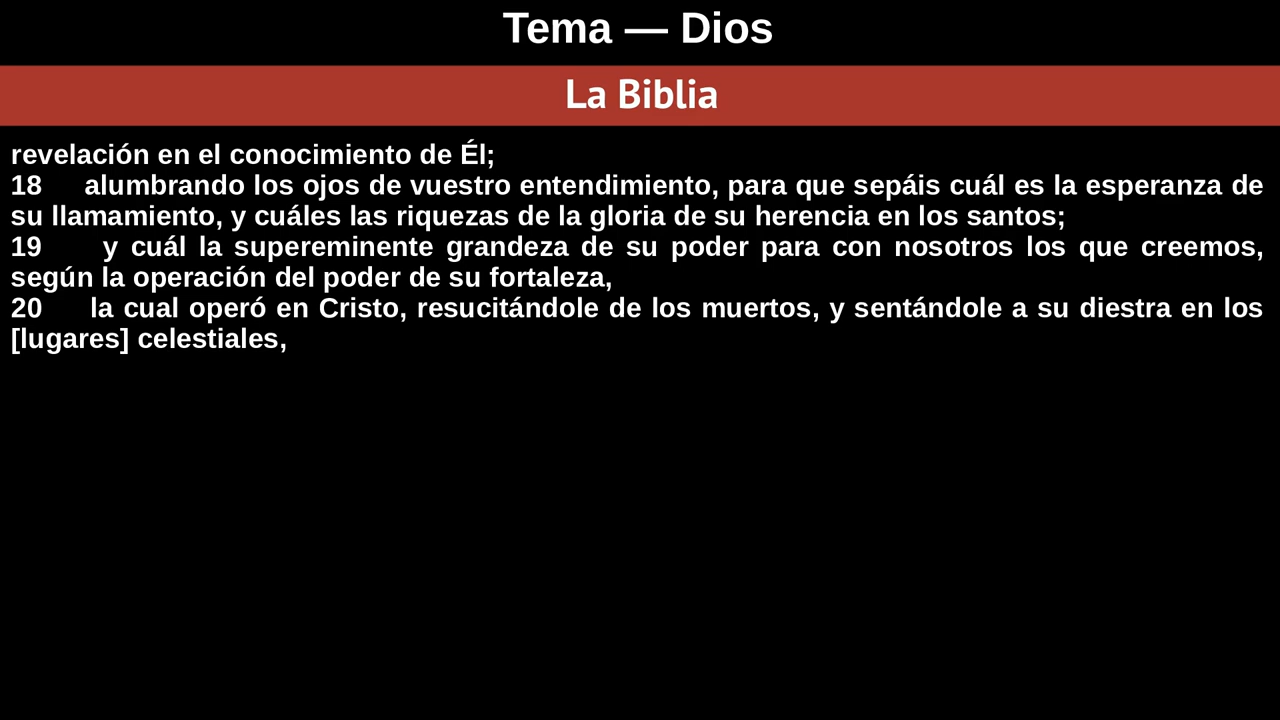 Tema — Dios
La Biblia
revelación en el conocimiento de Él;
18 alumbrando los ojos de vuestro entendimiento, para que sepáis cuál es la esperanza de
su llamamiento, y cuáles las riquezas de la gloria de su herencia en los santos;
19 y cuál la supereminente grandeza de su poder para con nosotros los que creemos,
según la operación del poder de su fortaleza,
20 la cual operó en Cristo, resucitándole de los muertos, y sentándole a su diestra en los
[lugares] celestiales,